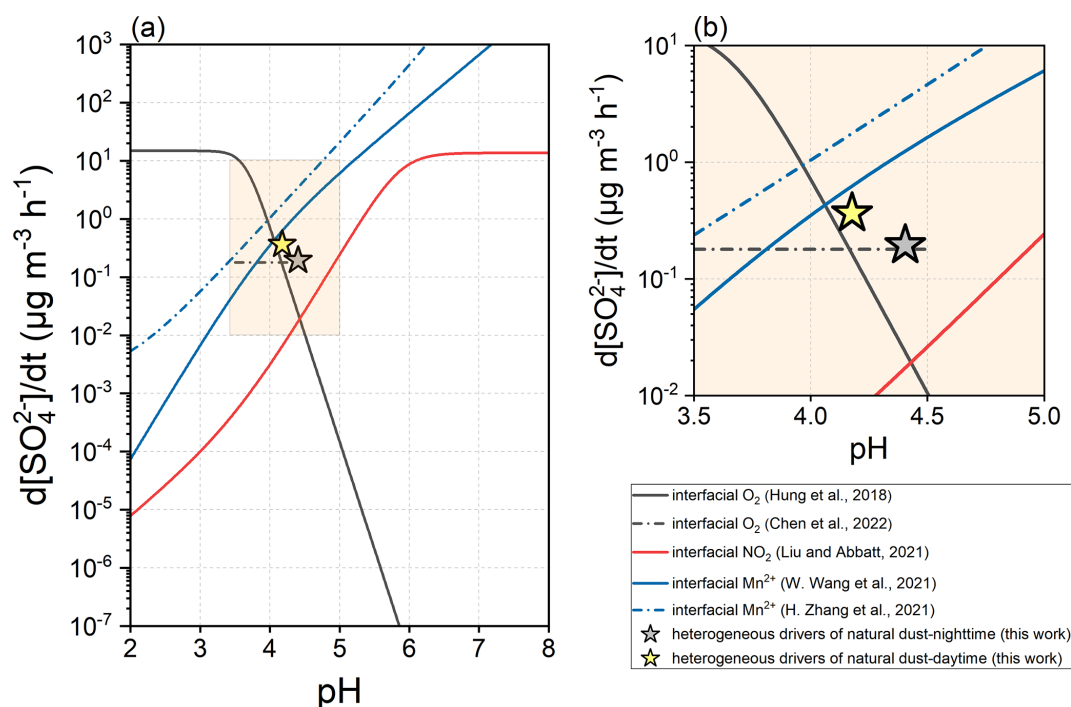 (a)
d[SO₄²⁻]/dt (μg m⁻³ h⁻¹)
10³
10²
10¹
10⁰
10⁻¹
10⁻²
10⁻³
10⁻⁴
10⁻⁵
10⁻⁶
10⁻⁷
2 3 4 5 6 7 8
pH
(b)
d[SO₄²⁻]/dt (μg m⁻³ h⁻¹)
10¹
10⁰
10⁻¹
10⁻²
3.5 4.0 4.5 5.0
pH
interfacial O₂ (Hung et al., 2018)
interfacial O₂ (Chen et al., 2022)
interfacial NO₂ (Liu and Abbatt, 2021)
interfacial Mn²⁺ (W. Wang et al., 2021)
interfacial Mn²⁺ (H. Zhang et al., 2021)
heterogeneous drivers of natural dust-nighttime (this work)
heterogeneous drivers of natural dust-daytime (this work)